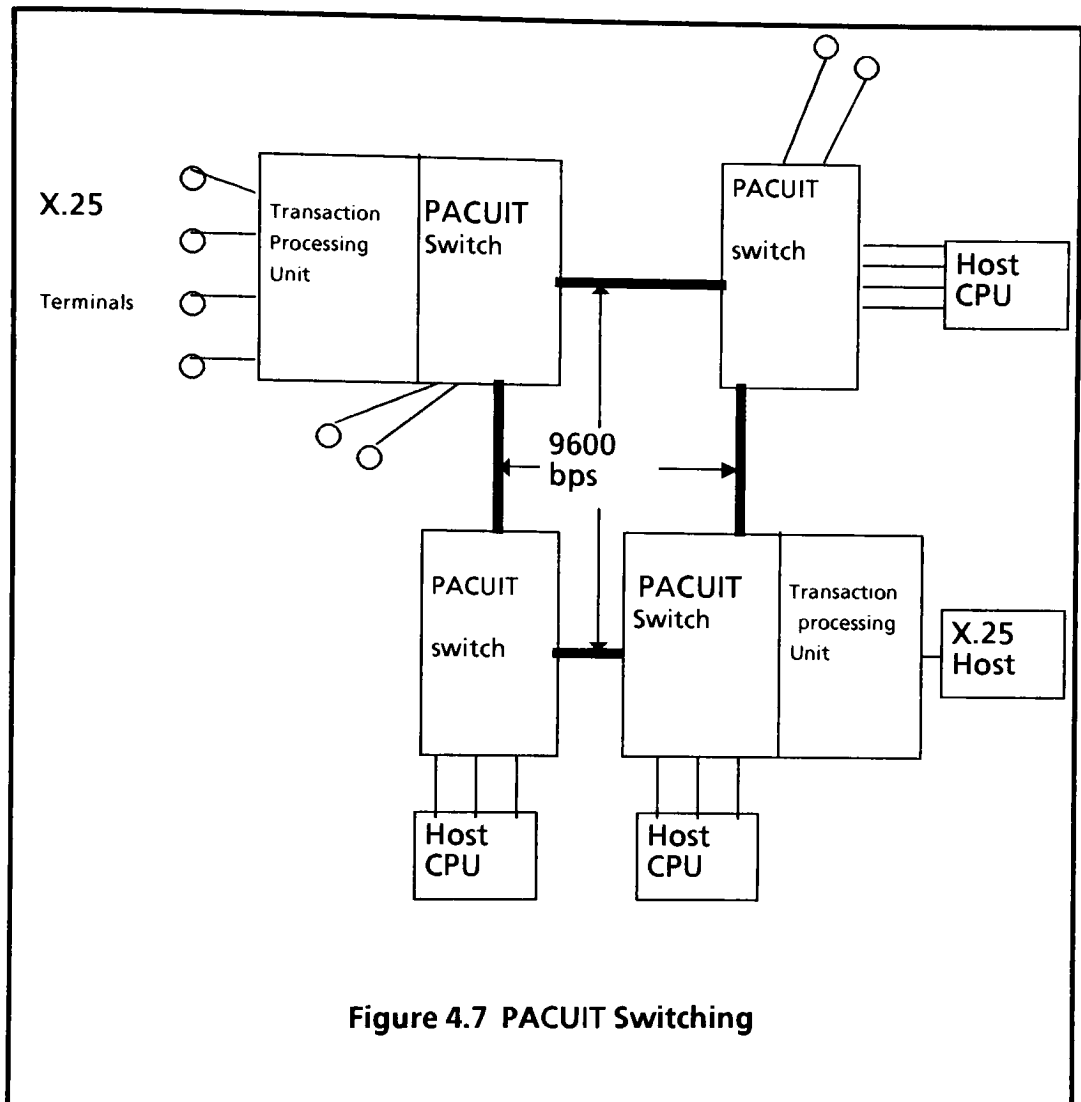 X.25
Terminals
Transaction
Processing
Unit
PACUIT
Switch
PACUIT
switch
Host
CPU
9600
bps
PACUIT
switch
PACUIT
Switch
Transaction
processing
Unit
X.25
Host
Host
CPU
Host
CPU
Figure 4.7 PACUIT Switching